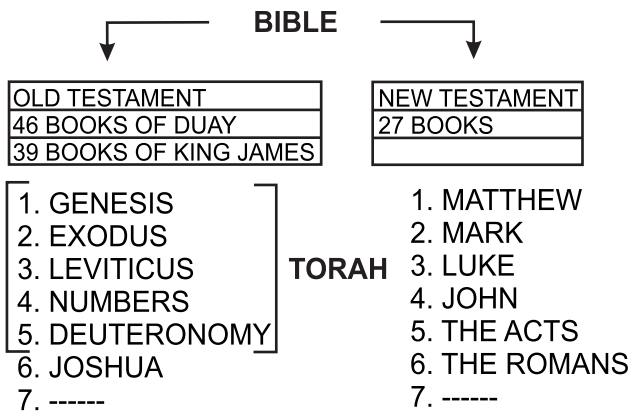 BIBLE
OLD TESTAMENT
46 BOOKS OF DUAY
39 BOOKS OF KING JAMES
1. GENESIS
2. EXODUS
3. LEVITICUS
4. NUMBERS
5. DEUTERONOMY
6. JOSHUA
7. ------
TORAH
NEW TESTAMENT
27 BOOKS
1. MATTHEW
2. MARK
3. LUKE
4. JOHN
5. THE ACTS
6. THE ROMANS
7. ------